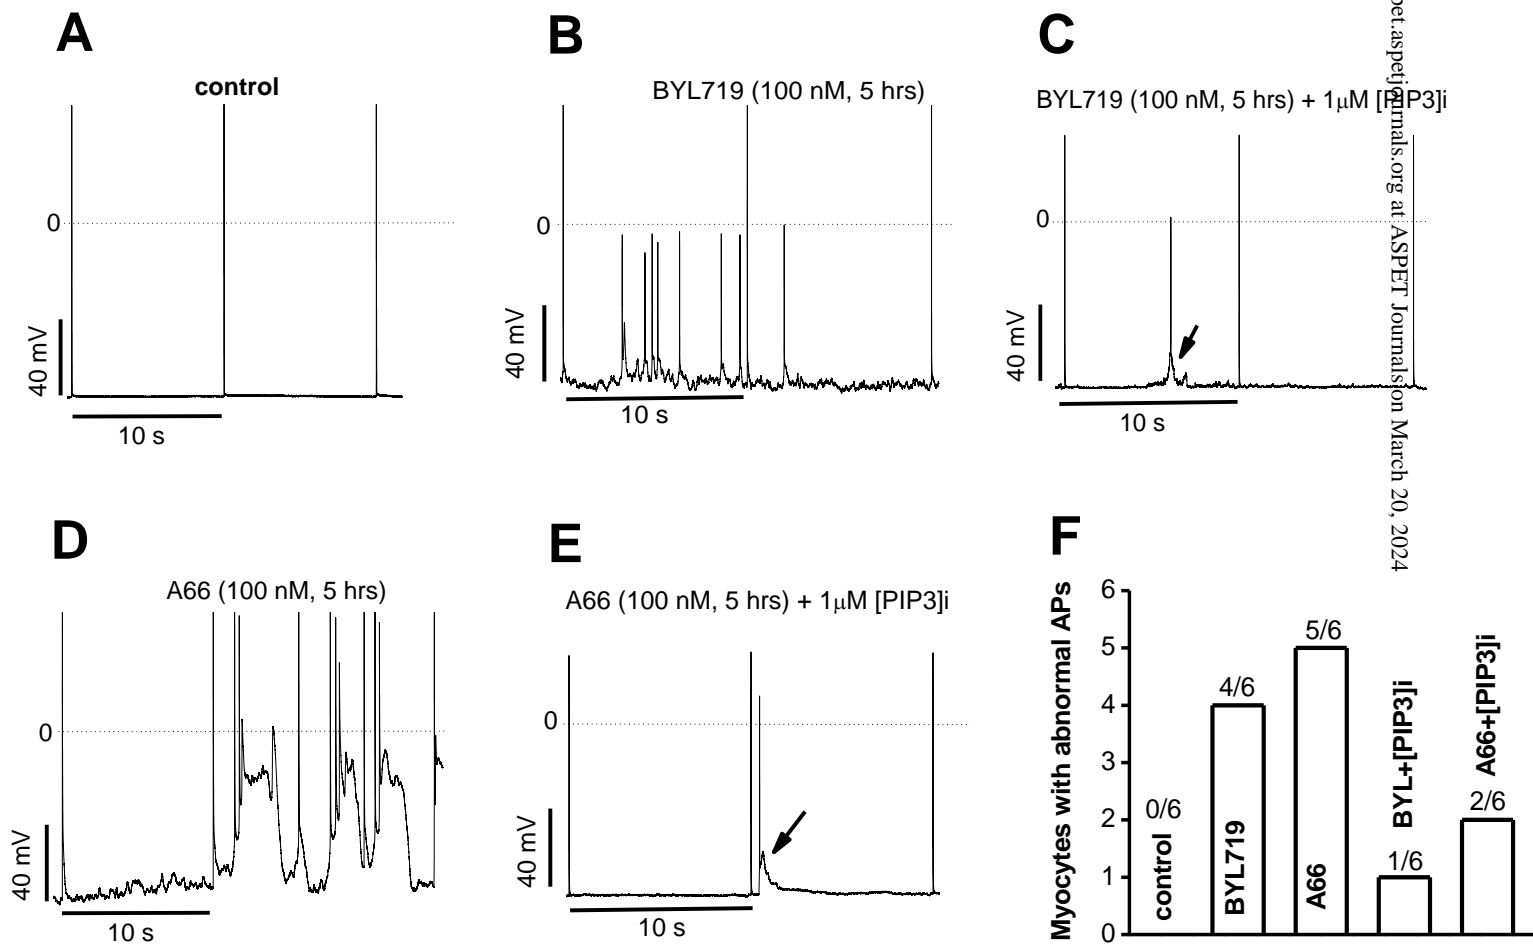 A
control
0
40 mV
10 s
B
BYL719 (100 nM, 5 hrs)
0
40 mV
10 s
C
BYL719 (100 nM, 5 hrs) + 1μM [PIP3]i
0
40 mV
10 s
pet.aspetjournals.org at ASPET Journals on March 20, 2024
D
A66 (100 nM, 5 hrs)
0
40 mV
10 s
E
A66 (100 nM, 5 hrs) + 1μM [PIP3]i
0
40 mV
10 s
F
Myocytes with abnormal APs
6
5
4
3
2
1
0
0/6
control
4/6
BYL719
5/6
A66
BYL+[PIP3]i
1/6
A66+[PIP3]i
2/6